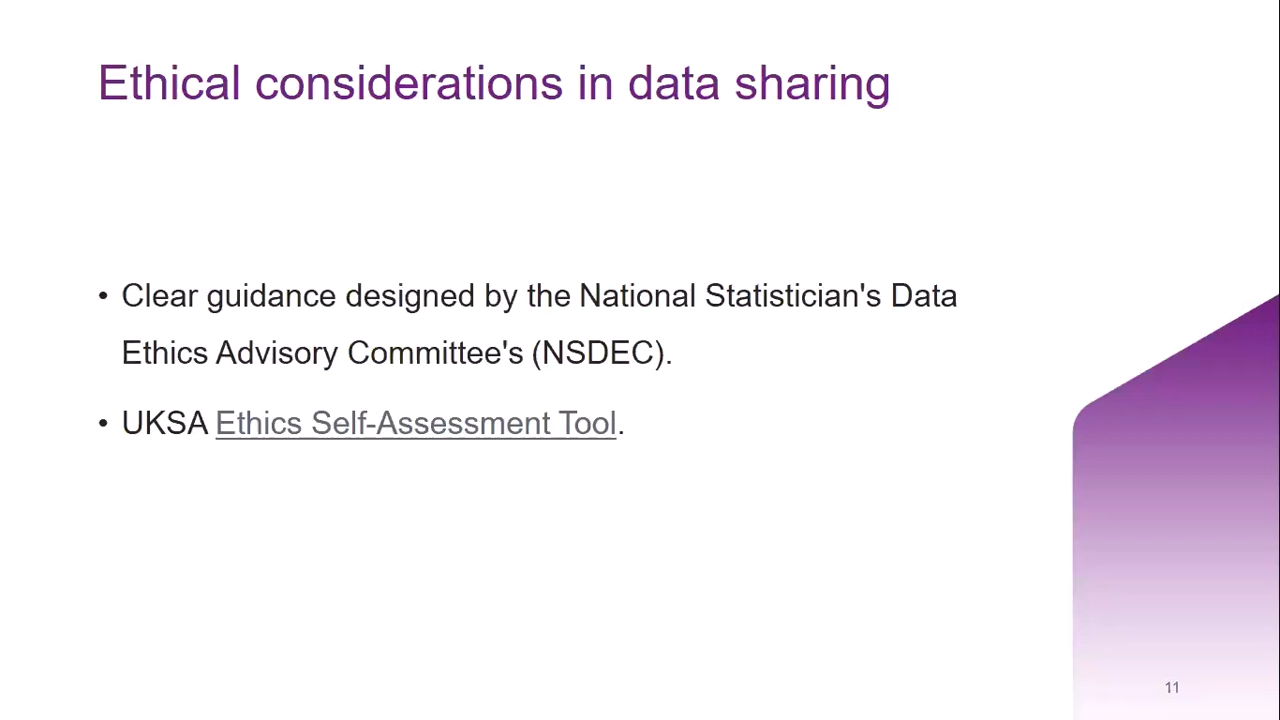 Ethical considerations in data sharing
• Clear guidance designed by the National Statistician's Data
Ethics Advisory Committee's (NSDEC).
• UKSA Ethics Self-Assessment Tool.
11